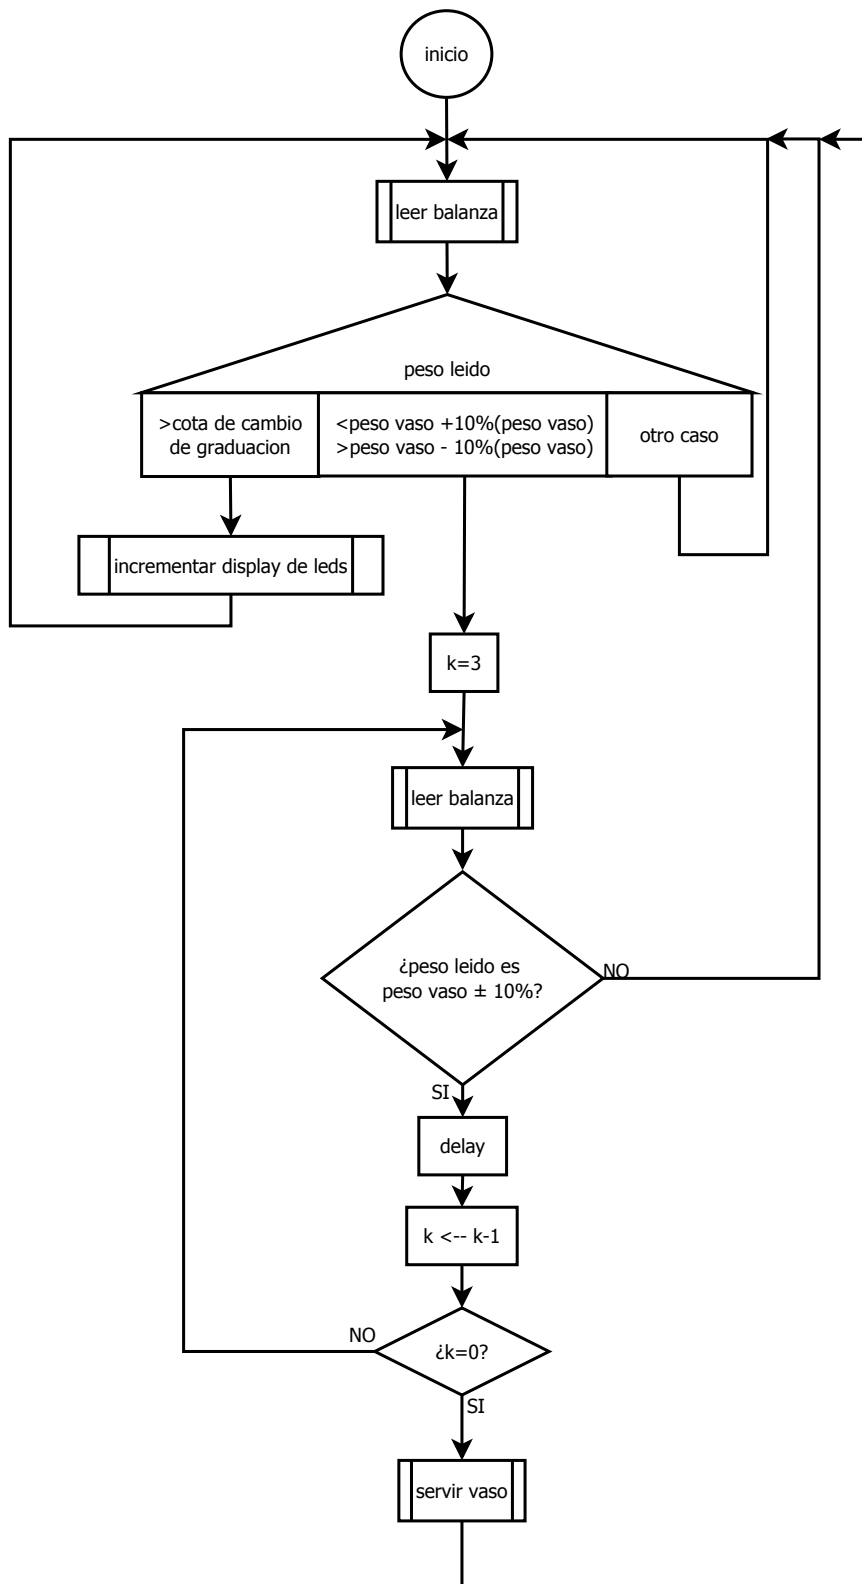 inicio
leer balanza
peso leido
>cota de cambio
de graduacion
<peso vaso +10%(peso vaso)
>peso vaso - 10%(peso vaso)
otro caso
incrementar display de leds
k=3
leer balanza
¿peso leido es
peso vaso ± 10%?
NO
SI
delay
k <-- k-1
NO
¿k=0?
SI
servir vaso